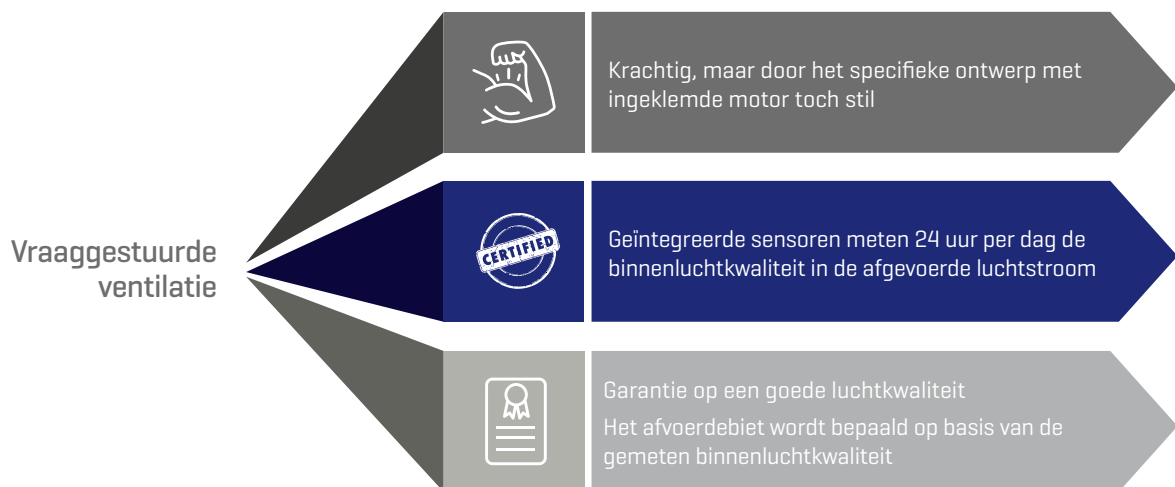 Vraaggestuurde
ventilatie
Krachtig, maar door het specifieke ontwerp met
ingeklemde motor toch stil
CERTIFIED
Geïntegreerde sensoren meten 24 uur per dag de
binnenluchtkwaliteit in de afgevoerde luchtstroom
Garantie op een goede luchtkwaliteit
Het afvoerdebiet wordt bepaald op basis van de
gemeten binnenluchtkwaliteit